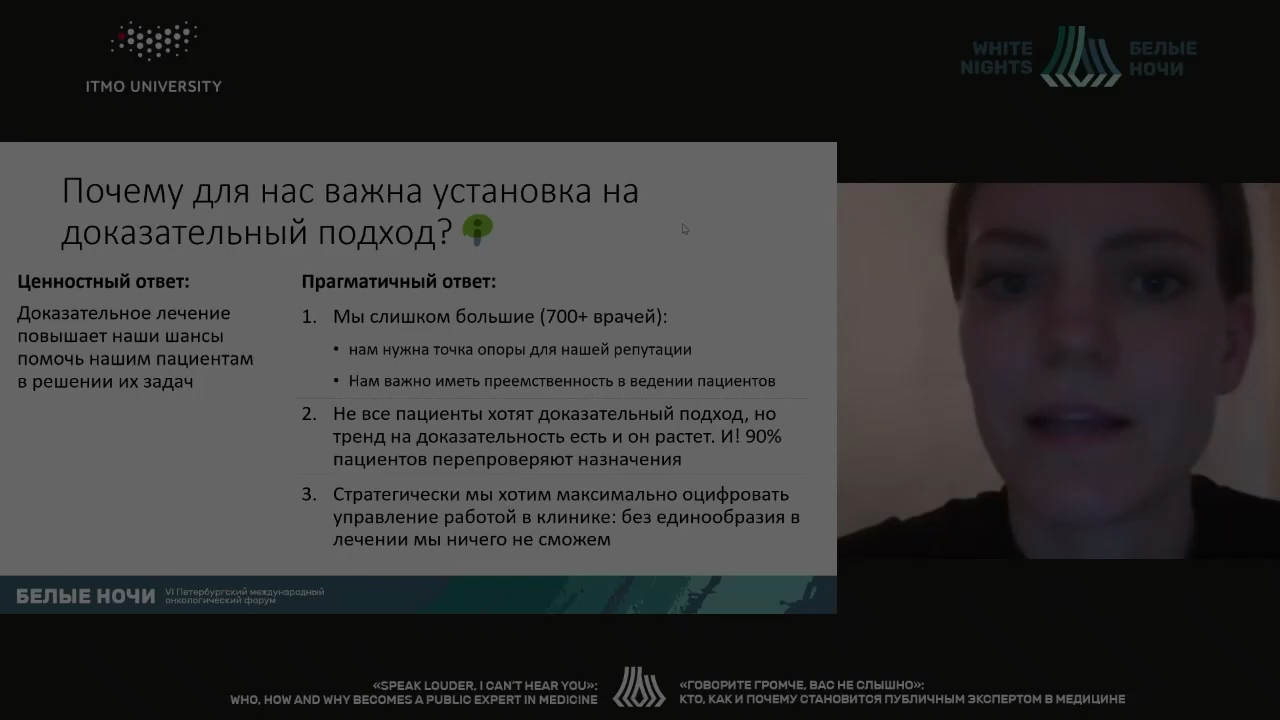 ITMO UNIVERSITY
WHITE
NIGHTS
БЕЛЫЕ
НОЧИ
Почему для нас важна установка на
доказательный подход?
Ценностный ответ:
Доказательное лечение
повышает наши шансы
помочь нашим пациентам
в решении их задач
Прагматичный ответ:
1. Мы слишком большие (700+ врачей):
• нам нужна точка опоры для нашей репутации
• Нам важно иметь преемственность в ведении пациентов
2. Не все пациенты хотят доказательный подход, но
тренд на доказательность есть и он растет. И! 90%
пациентов перепроверяют назначения
3. Стратегически мы хотим максимально оцифровать
управление работой в клинике: без единообразия в
лечении мы ничего не сможем
БЕЛЫЕ НОЧИ
VI Петербургский международный
онкологический форум
«SPEAK LOUDER, I CAN'T HEAR YOU»:
WHO, HOW AND WHY BECOMES A PUBLIC EXPERT IN MEDICINE
«ГОВОРИТЕ ГРОМЧЕ, ВАС НЕ СЛЫШНО»:
КТО, КАК И ПОЧЕМУ СТАНОВИТСЯ ПУБЛИЧНЫМ ЭКСПЕРТОМ В МЕДИЦИНЕ